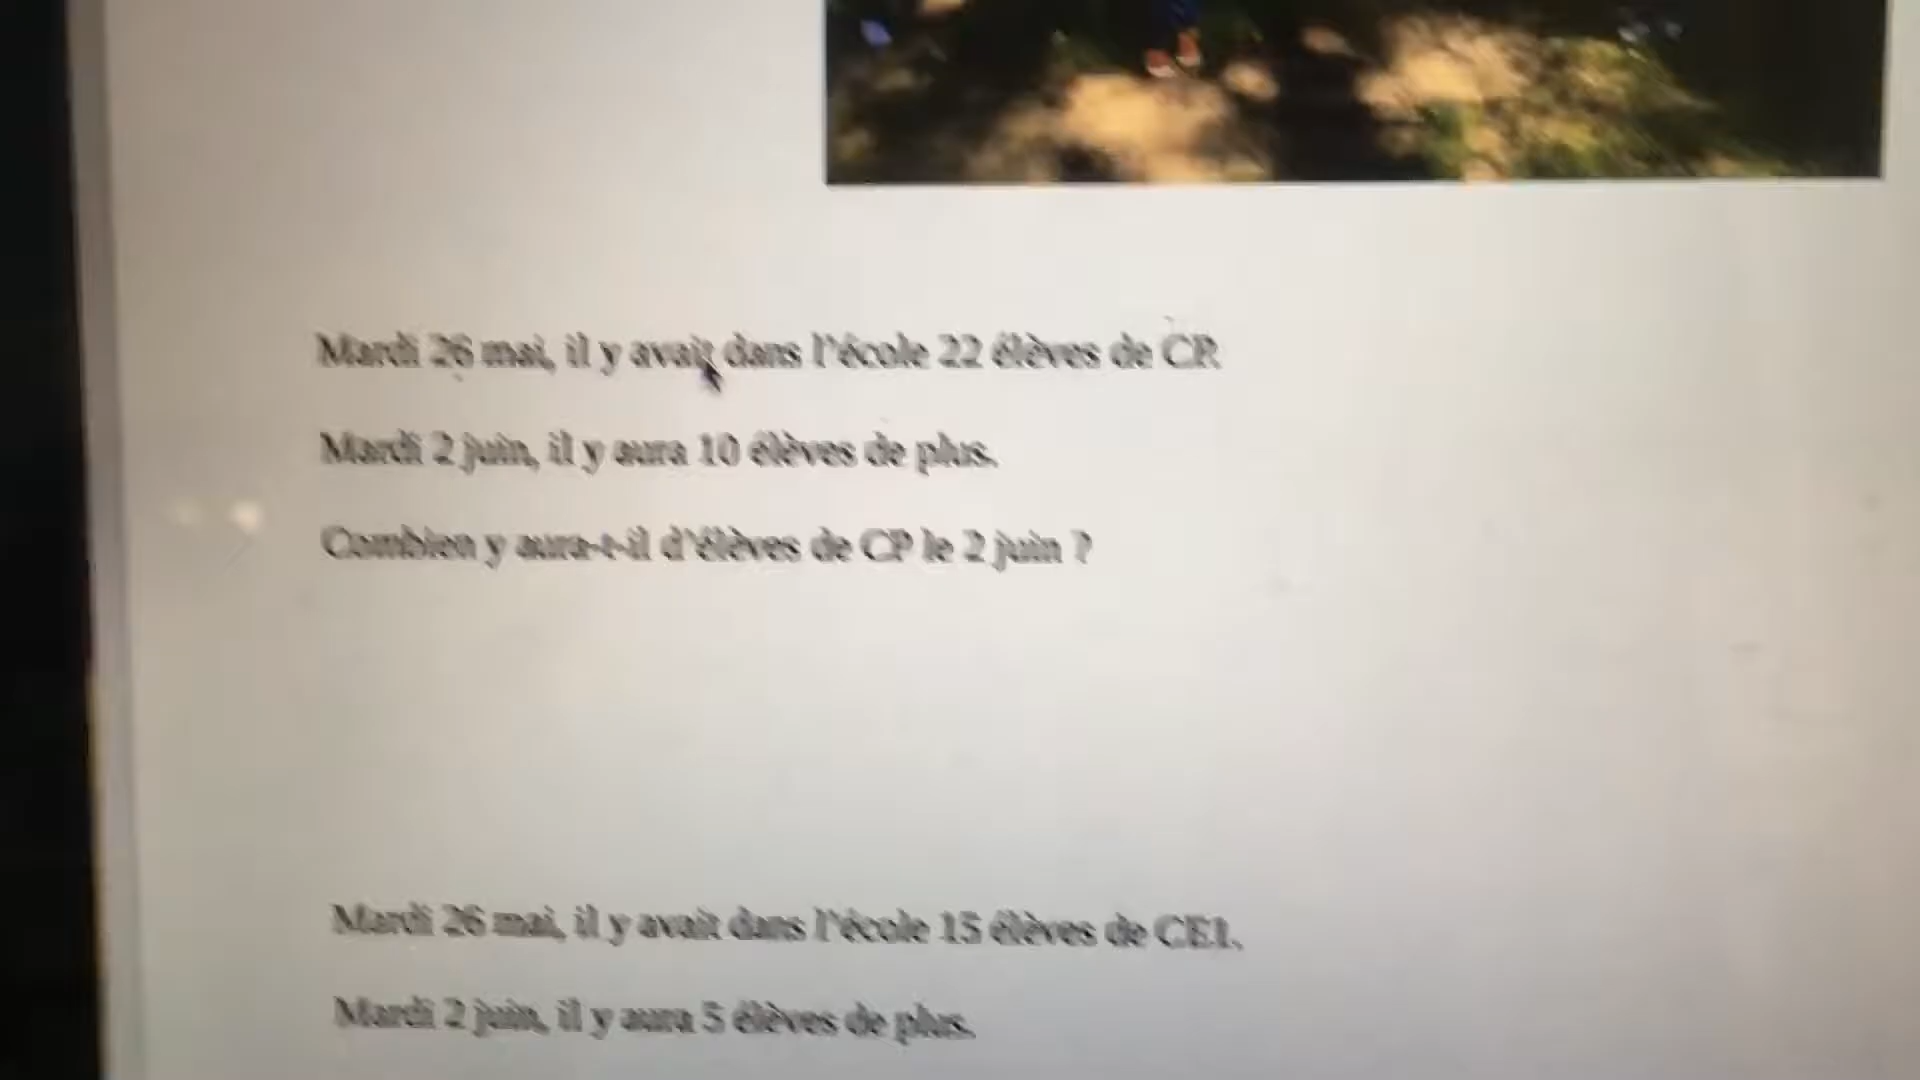 Mardi 26 mai, il y avait dans l'école 22 élèves de CP.
Mardi 2 juin, il y aura 10 élèves de plus.
Combien y aura-t-il d'élèves de CP le 2 juin ?
Mardi 26 mai, il y avait dans l'école 15 élèves de CE1.
Mardi 2 juin, il y aura 5 élèves de plus.